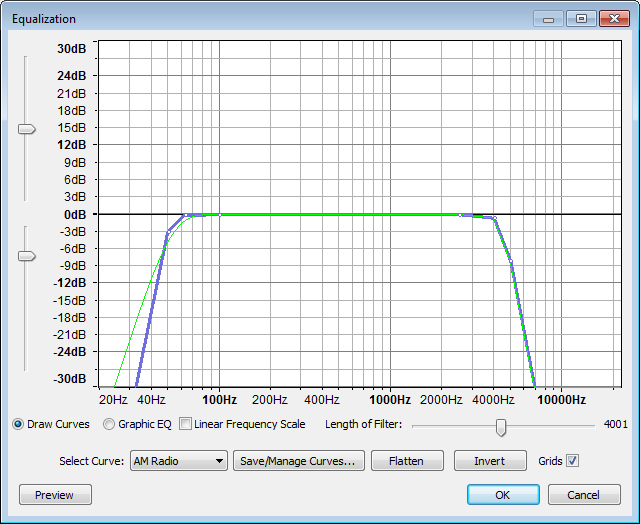 Equalization
30dB
24dB
21dB
18dB
15dB
12dB
9dB
6dB
3dB
0dB
-3dB
-6dB
-9dB
-12dB
-15dB
-18dB
-21dB
-24dB
-30dB
20Hz 40Hz 100Hz 200Hz 400Hz 1000Hz 2000Hz 4000Hz 10000Hz
Draw Curves Graphic EQ Linear Frequency Scale Length of Filter: 4001
Select Curve: AM Radio Save/Manage Curves... Flatten Invert Grids
Preview OK Cancel